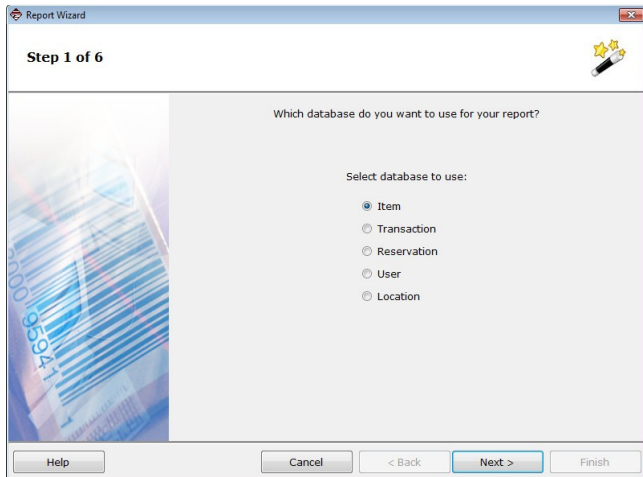 Report Wizard
Step 1 of 6
Which database do you want to use for your report?
Select database to use:
Item
Transaction
Reservation
User
Location
95941
Help
Cancel
< Back
Next >
Finish